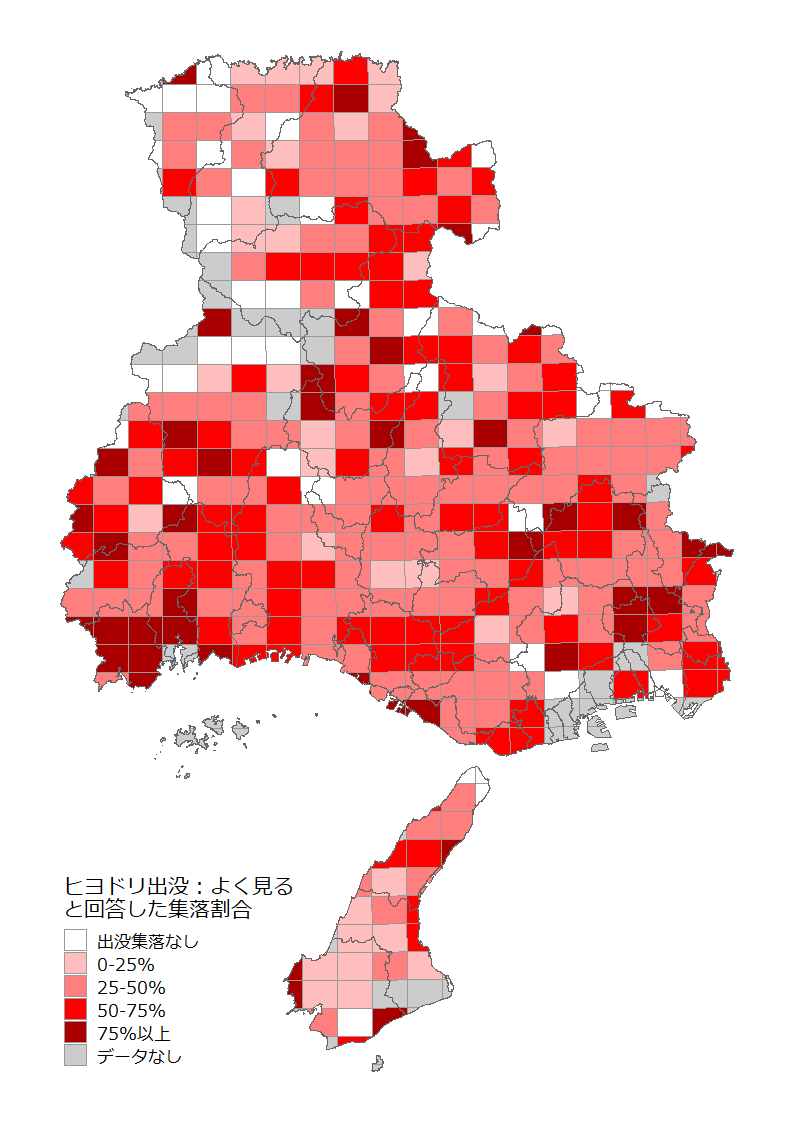 ヒヨドリ出没：よく見る
と回答した集落割合
出没集落なし
0-25%
25-50%
50-75%
75%以上
データなし